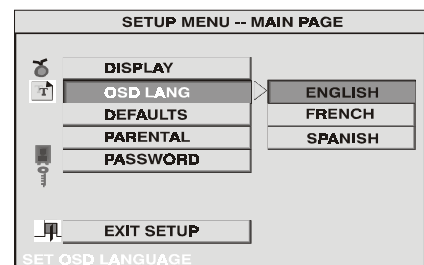 SETUP MENU -- MAIN PAGE
DISPLAY
OSD LANG
ENGLISH
DEFAULTS
FRENCH
PARENTAL
SPANISH
PASSWORD
EXIT SETUP
SET OSD LANGUAGE